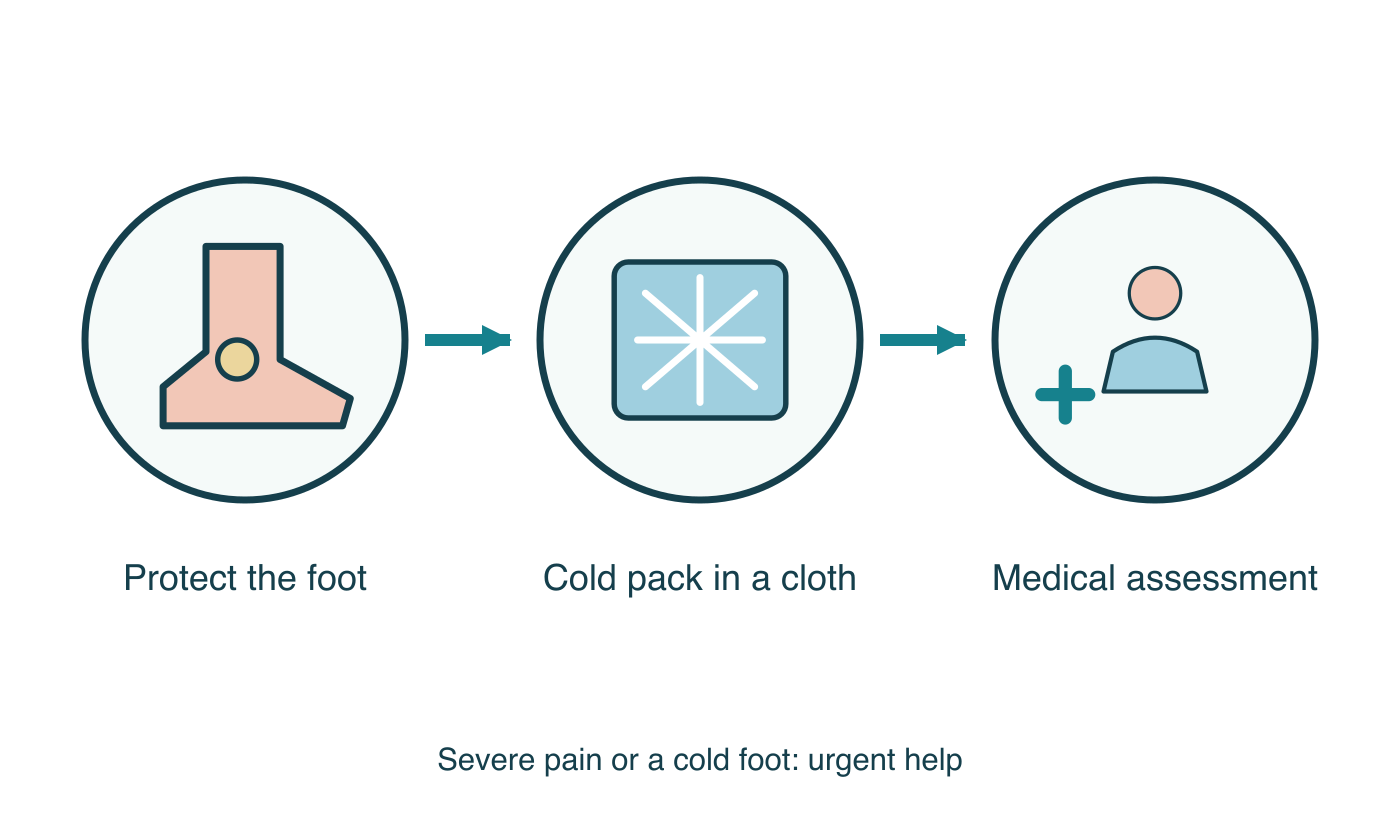 Protect the foot
Cold pack in a cloth
Medical assessment
Severe pain or a cold foot: urgent help